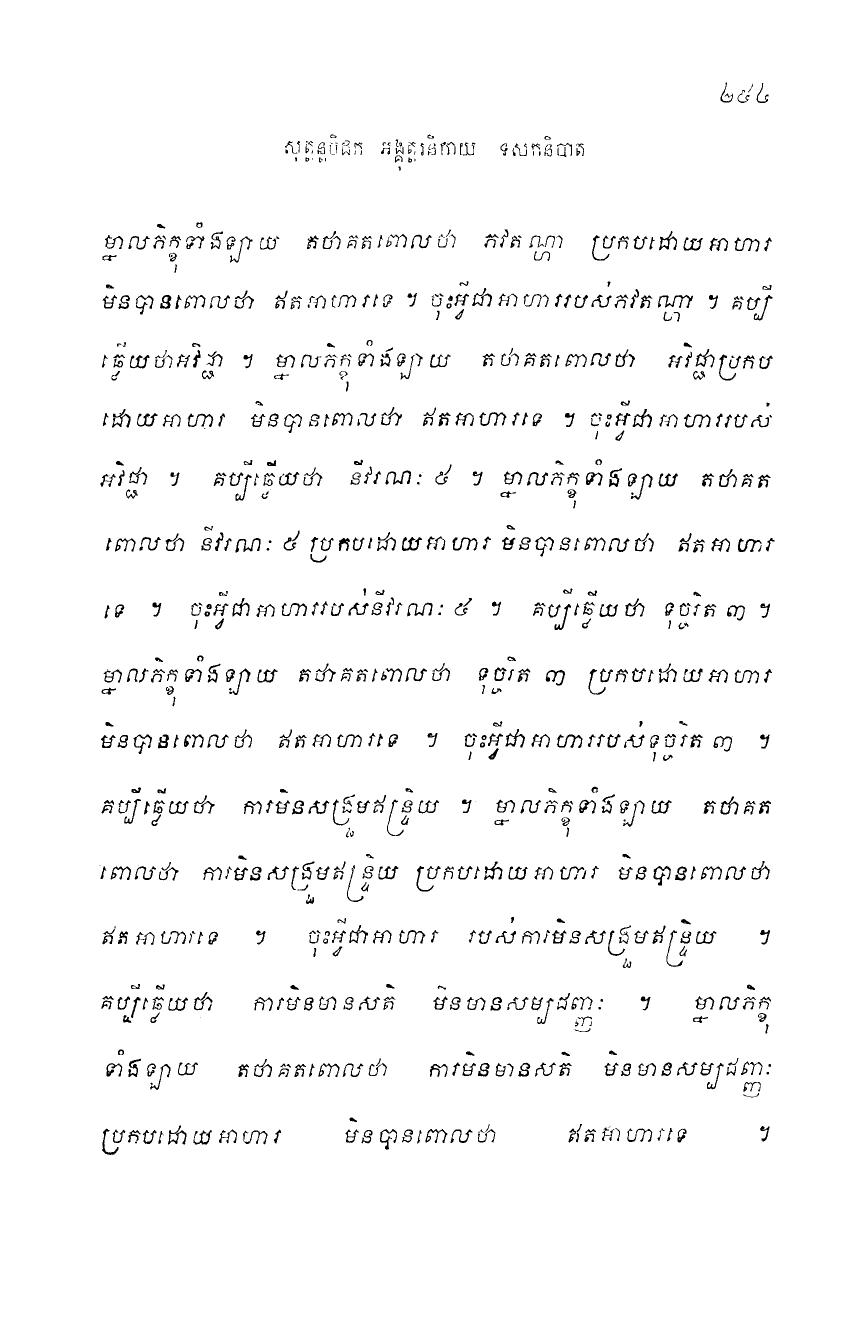 ២៩៤
សុត្តន្តបិដក អង្គុត្តរនិកាយ ទសកនិបាត
ម្នាលភិក្ខុទាំងឡាយ តថាគតពោលថា ភវតណ្ហា ប្រកបដោយអាហារ
មិនបានពោលថា ឥតអាហារទេ ។ ចុះអ្វីជាអាហាររបស់ភវតណ្ហា ។ គប្បី
ធ្វើយថាអវិជ្ជា ។ ម្នាលភិក្ខុទាំងឡាយ តថាគតពោលថា អវិជ្ជាប្រកប
ដោយអាហារ មិនបានពោលថា ឥតអាហារទេ ។ ចុះអ្វីជាអាហាររបស់
អវិជ្ជា ។ គប្បីឆ្លើយថា នីវរណៈ ៥ ។ ម្នាលភិក្ខុទាំងឡាយ តថាគត
ពោលថា នីវរណៈ ៥ ប្រកបដោយអាហារ មិនបានពោលថា ឥតអាហារ
ទេ ។ ចុះអ្វីជាអាហាររបស់នីវរណៈ ៥ ។ គប្បីឆ្លើយថា ទុច្ចរិត ៣ ។
ម្នាលភិក្ខុទាំងឡាយ តថាគតពោលថា ទុច្ចរិត ៣ ប្រកបដោយអាហារ
មិនបានពោលថា ឥតអាហារទេ ។ ចុះអ្វីជាអាហាររបស់ទុច្ចរិត ៣ ។
គប្បីឆ្លើយថា ការមិនសង្រួមឥន្ទ្រិយ ។ ម្នាលភិក្ខុទាំងឡាយ តថាគត
ពោលថា ការមិនសង្រួមឥន្ទ្រិយ ប្រកបដោយអាហារ មិនបានពោលថា
ឥតអាហារទេ ។ ចុះអ្វីជាអាហារ របស់ការមិនសង្រួមឥន្ទ្រិយ ។
គប្បីឆ្លើយថា ការមិនមានសតិ មិនមានសម្បជញ្ញៈ ។ ម្នាលភិក្ខុ
ទាំងឡាយ តថាគតពោលថា ការមិនមានសតិ មិនមានសម្បជញ្ញៈ
ប្រកបដោយអាហារ មិនបានពោលថា ឥតអាហារទេ ។